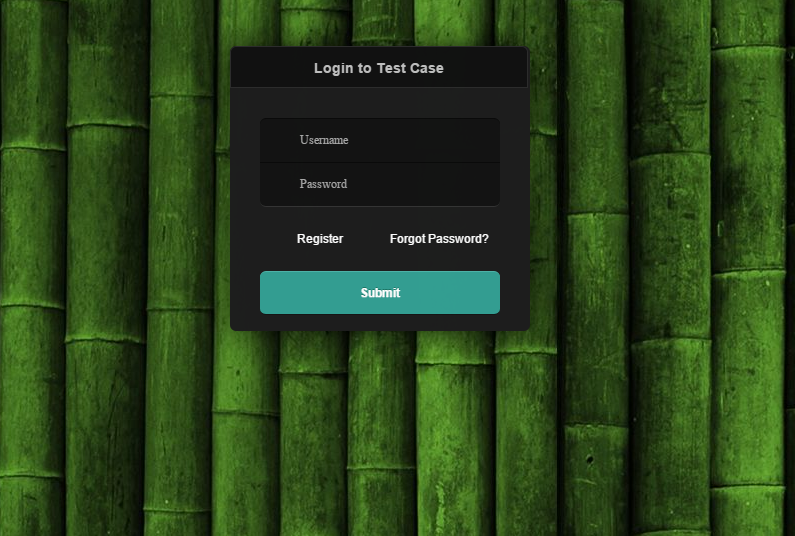 Login to Test Case
Username
Password
Register Forgot Password?
Submit